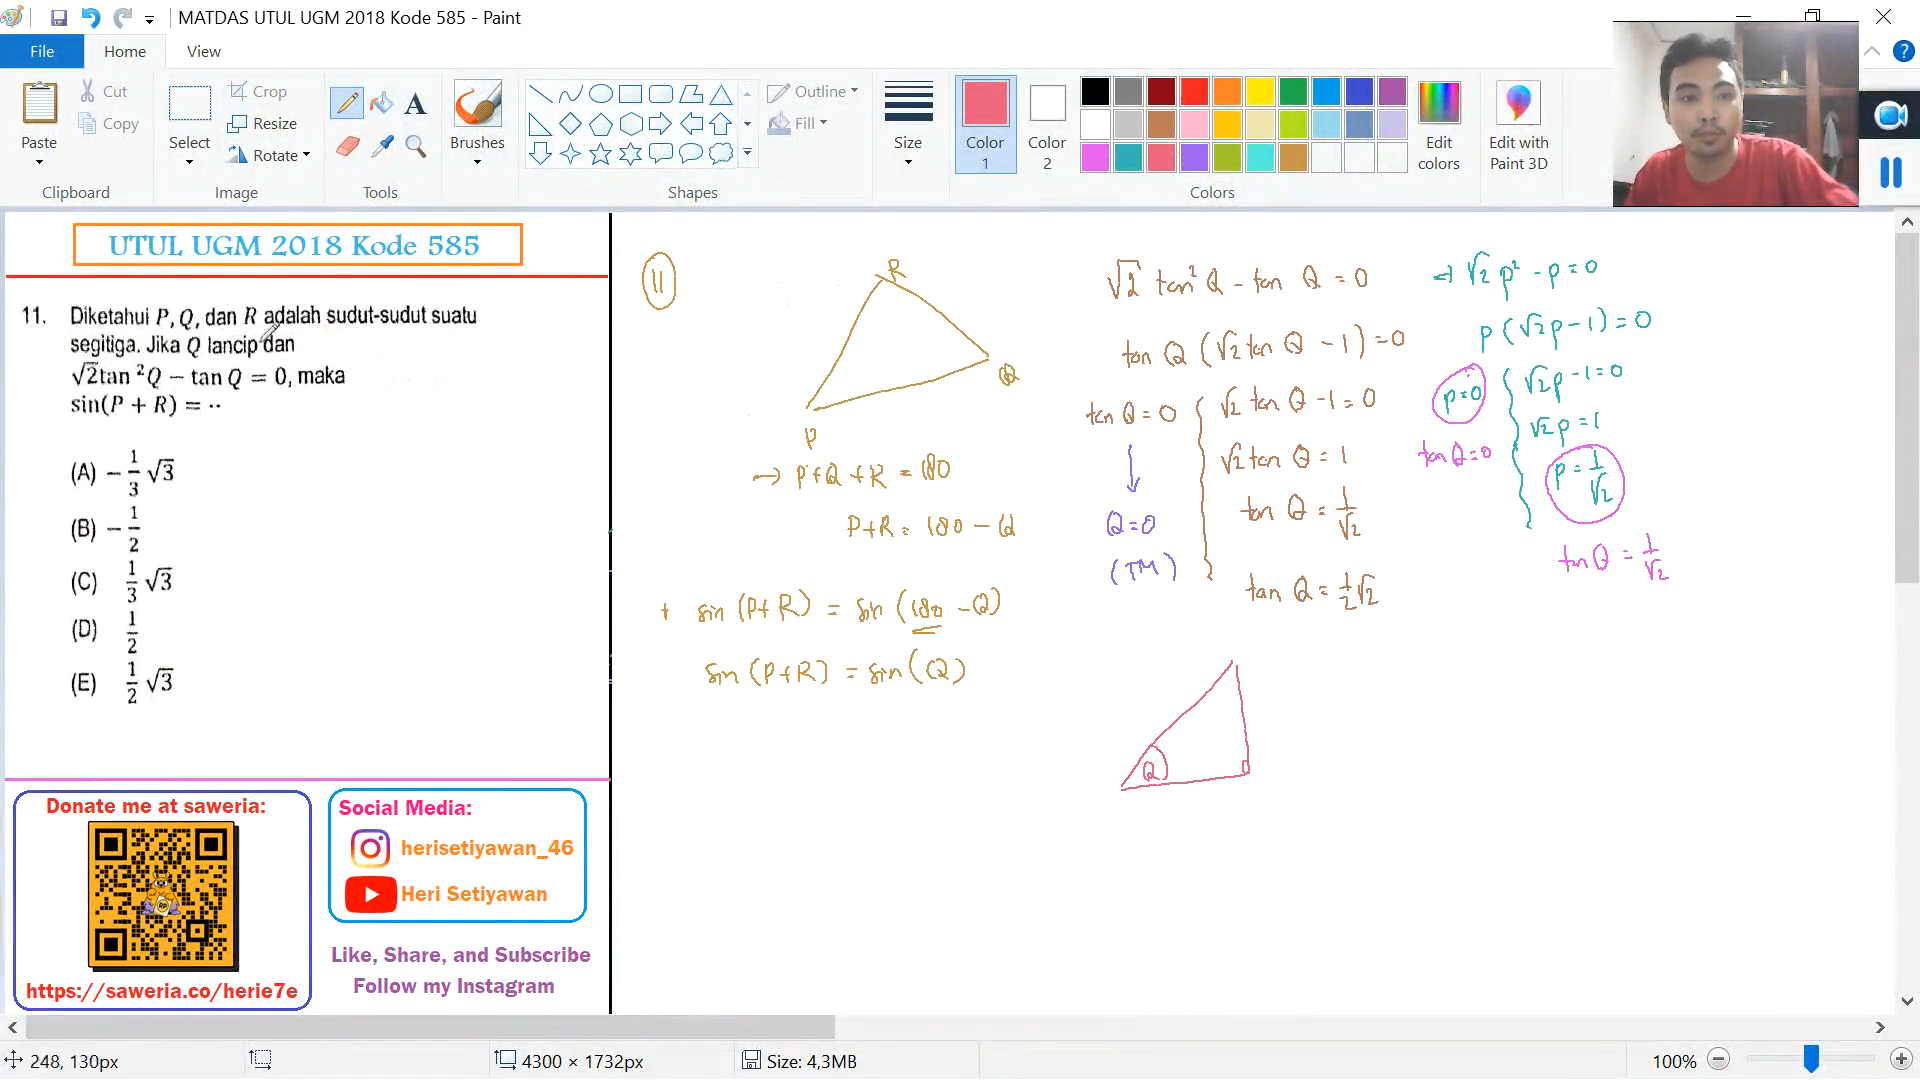 MATDAS UTUL UGM 2018 Kode 585 - Paint
File Home View
Paste Cut Copy Clipboard
Select Crop Resize Rotate Image
Tools
Brushes
Outline Fill Shapes
Size
Color 1 Color 2 Edit colors Edit with Paint 3D
Colors
UTUL UGM 2018 Kode 585
11. Diketahui P, Q, dan R adalah sudut-sudut suatu
segitiga. Jika Q lancip dan
√2tan ²Q − tan Q = 0, maka
sin(P + R) = ··
(A) −1/3 √3
(B) −1/2
(C) 1/3 √3
(D) 1/2
(E) 1/2 √3
Donate me at saweria:
RP
https://saweria.co/herie7e
Social Media:
herisetiyawan_46
Heri Setiyawan
Like, Share, and Subscribe
Follow my Instagram
11
R
Q
P
→ P+Q+R = 180
P+R = 180 − Q
+ sin (P+R) = sin (180 − Q)
sin (P+R) = sin (Q)
√2 tan² Q − tan Q = 0
tan Q (√2 tan Q − 1) = 0
tan Q = 0
Q = 0
(TM)
√2 tan Q − 1 = 0
√2 tan Q = 1
tan Q = 1/√2
tan Q = 1/2 √2
Q
⇒ √2 p² − p = 0
p (√2p − 1) = 0
p = 0
tan Q = 0
√2p − 1 = 0
√2p = 1
p = 1/√2
tan Q = 1/√2
248, 130px
4300 × 1732px
Size: 4,3MB
100%